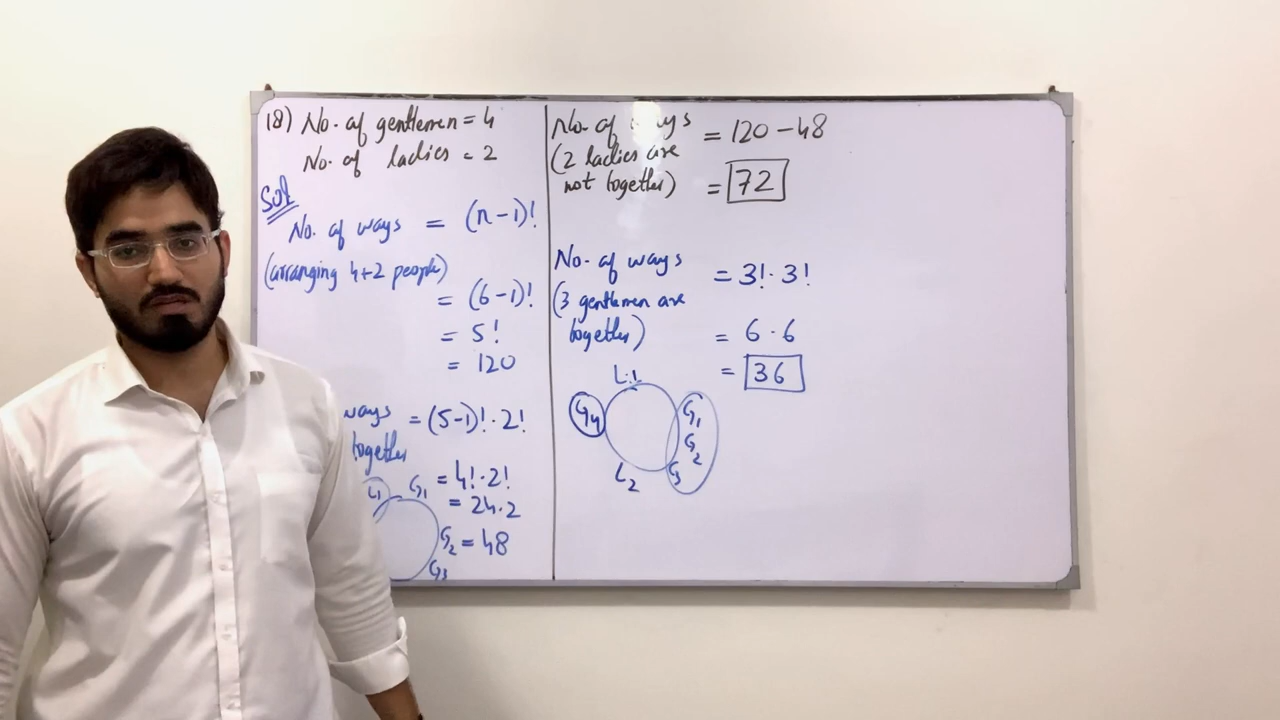 18) No. of gentlemen = 4
No. of ladies = 2
Sol
No. of ways = (n-1)!
(arranging 4+2 people)
= (6-1)!
= 5!
= 120
ways = (5-1)! · 2!
together
= 4! · 2!
= 24 · 2
= 48
G1
G2
G3
No. of ways = 120 - 48
(2 ladies are
not together) = 72
No. of ways = 3! · 3!
(3 gentlemen are
together) = 6 · 6
= 36
L1
G4 G1
G2
G3
L2